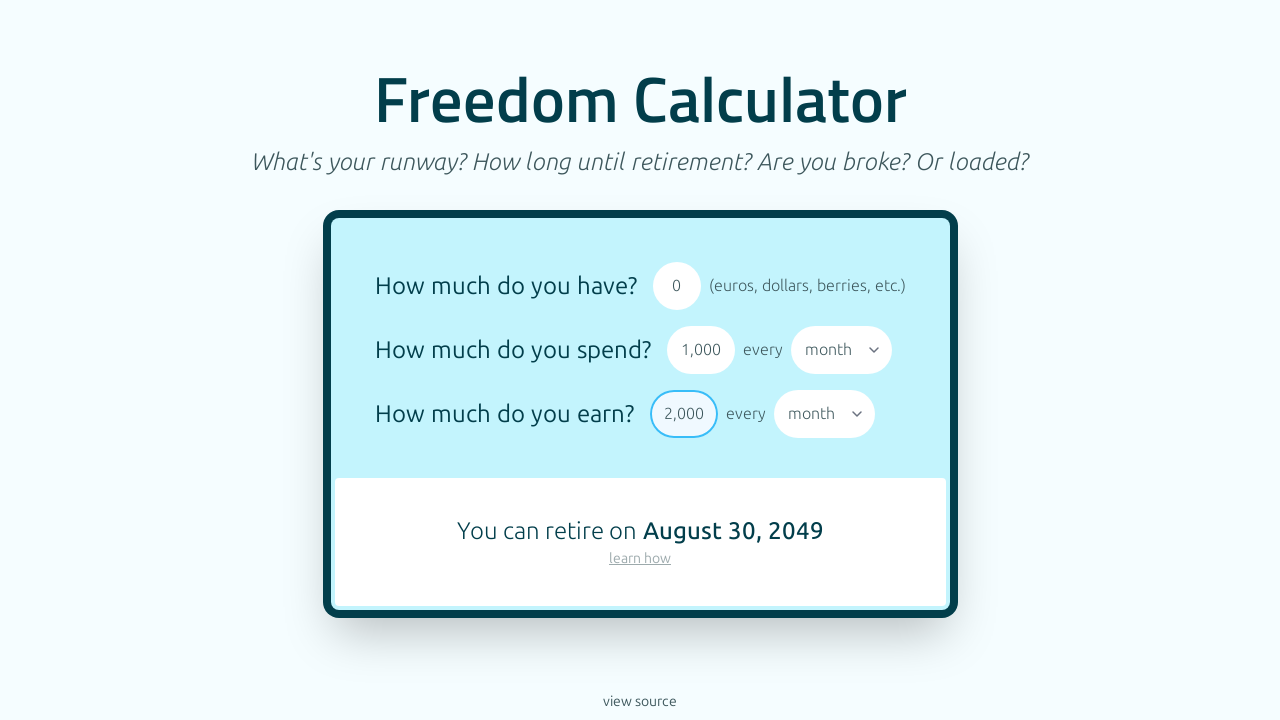 Freedom Calculator
What's your runway? How long until retirement? Are you broke? Or loaded?
How much do you have? 0 (euros, dollars, berries, etc.)
How much do you spend? 1,000 every month
How much do you earn? 2,000 every month
You can retire on August 30, 2049
learn how
view source